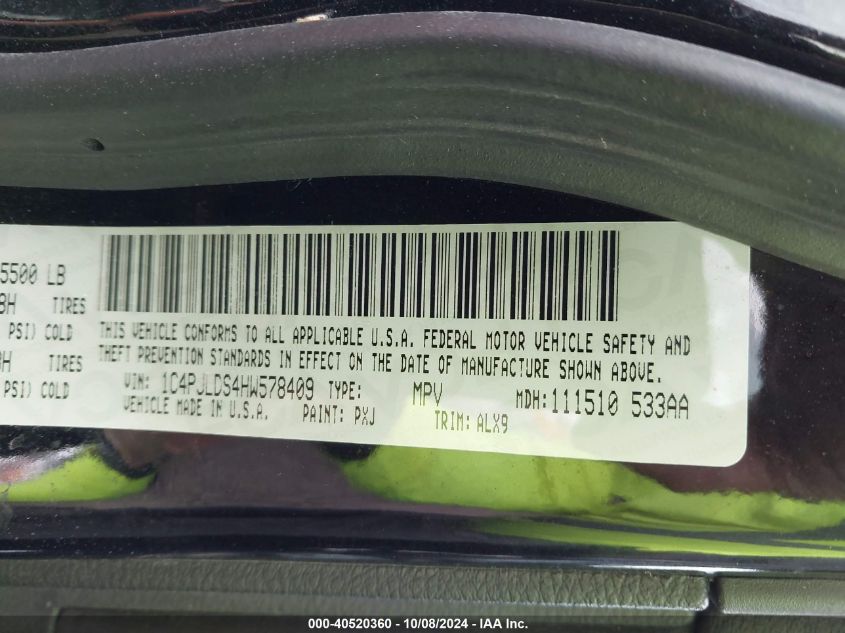 5500 LB
TIRES
PSI) COLD
TIRES
PSI) COLD
THIS VEHICLE CONFORMS TO ALL APPLICABLE U.S.A. FEDERAL MOTOR VEHICLE SAFETY AND
THEFT PREVENTION STANDARDS IN EFFECT ON THE DATE OF MANUFACTURE SHOWN ABOVE.
VIN: 1C4PJLDS4HW578409 TYPE: MPV MDH:111510 533AA
VEHICLE MADE IN U.S.A. PAINT: PXJ TRIM: ALX9
000-40520360 - 10/08/2024 - IAA Inc.